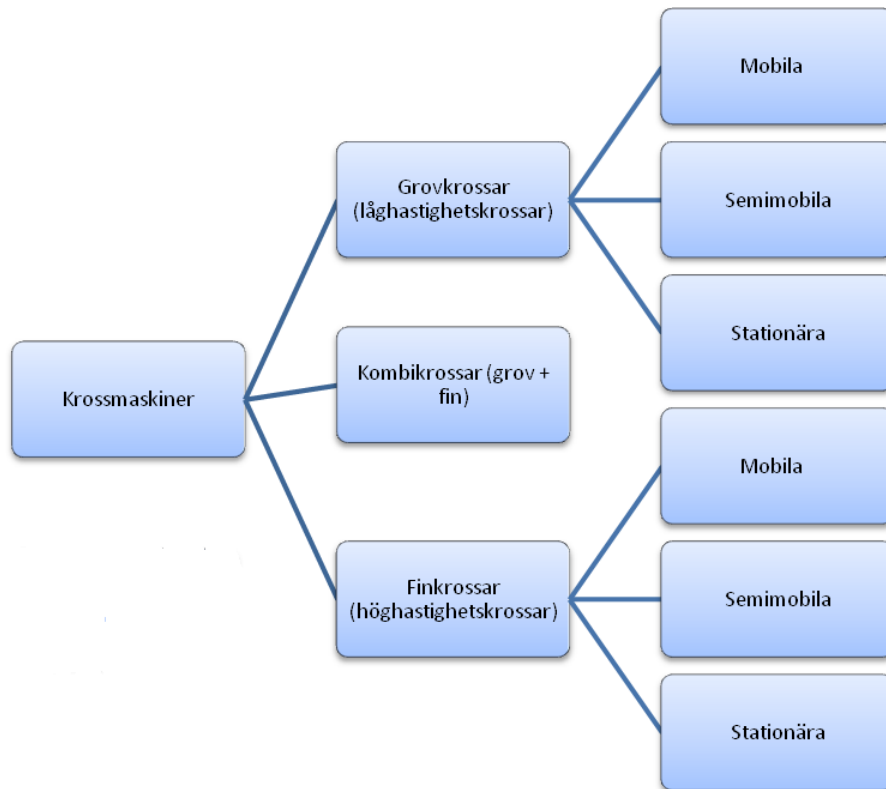 Krossmaskiner
Grovkrossar
(låghastighetskrossar)
Mobila
Semimobila
Stationära
Kombikrossar (grov +
fin)
Finkrossar
(höghastighetskrossar)
Mobila
Semimobila
Stationära